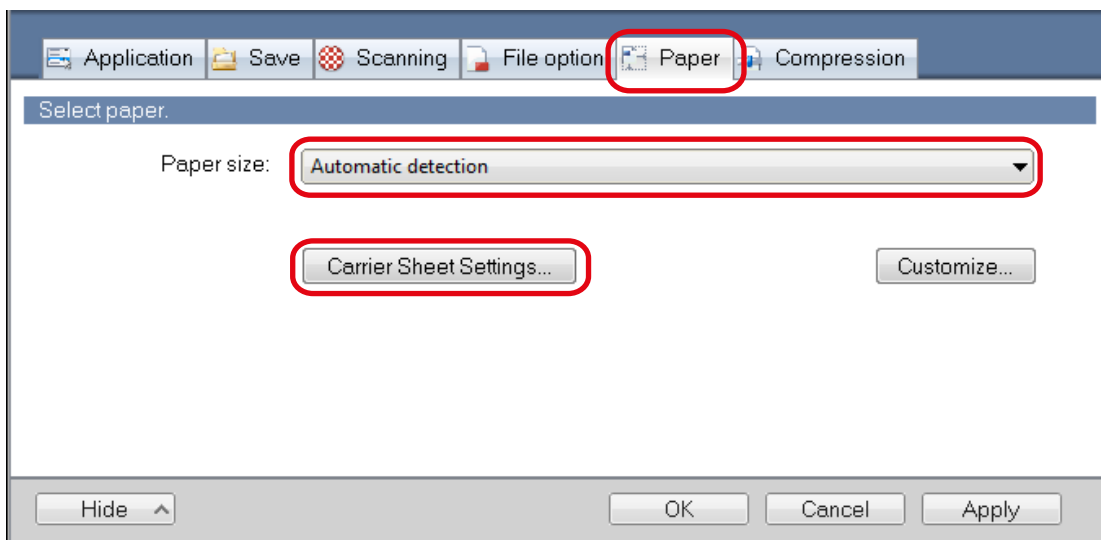 Application Save Scanning File option Paper Compression
Select paper.
Paper size: Automatic detection
Carrier Sheet Settings... Customize...
Hide OK Cancel Apply